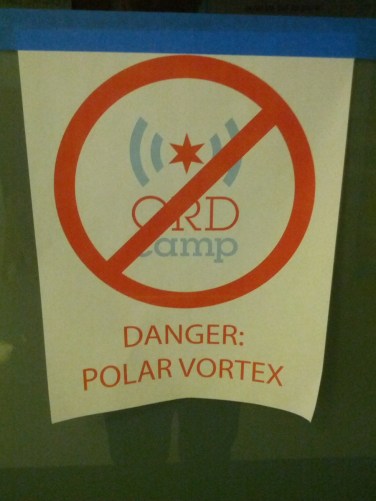 ORD
camp
DANGER:
POLAR VORTEX